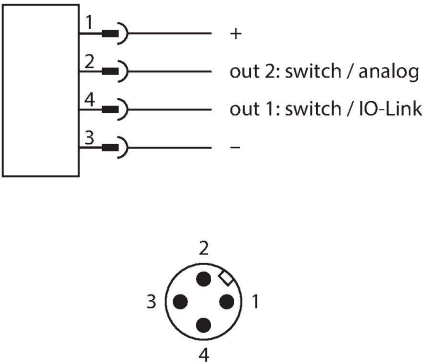 1 +
2 out 2: switch / analog
4 out 1: switch / IO-Link
3 –
2
3 1
4